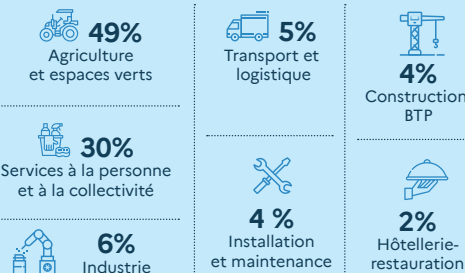 49%
Agriculture
et espaces verts
30%
Services à la personne
et à la collectivité
6%
Industrie
5%
Transport et
logistique
4 %
Installation
et maintenance
4%
Construction
BTP
2%
Hôtellerie-
restauration